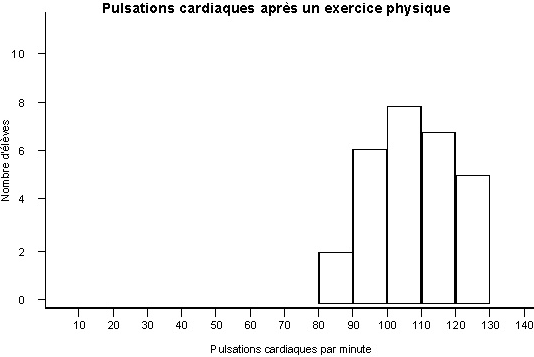 Pulsations cardiaques après un exercice physique
10
8
6
4
2
0
Nombre d'élèves
10 20 30 40 50 60 70 80 90 100 110 120 130 140
Pulsations cardiaques par minute